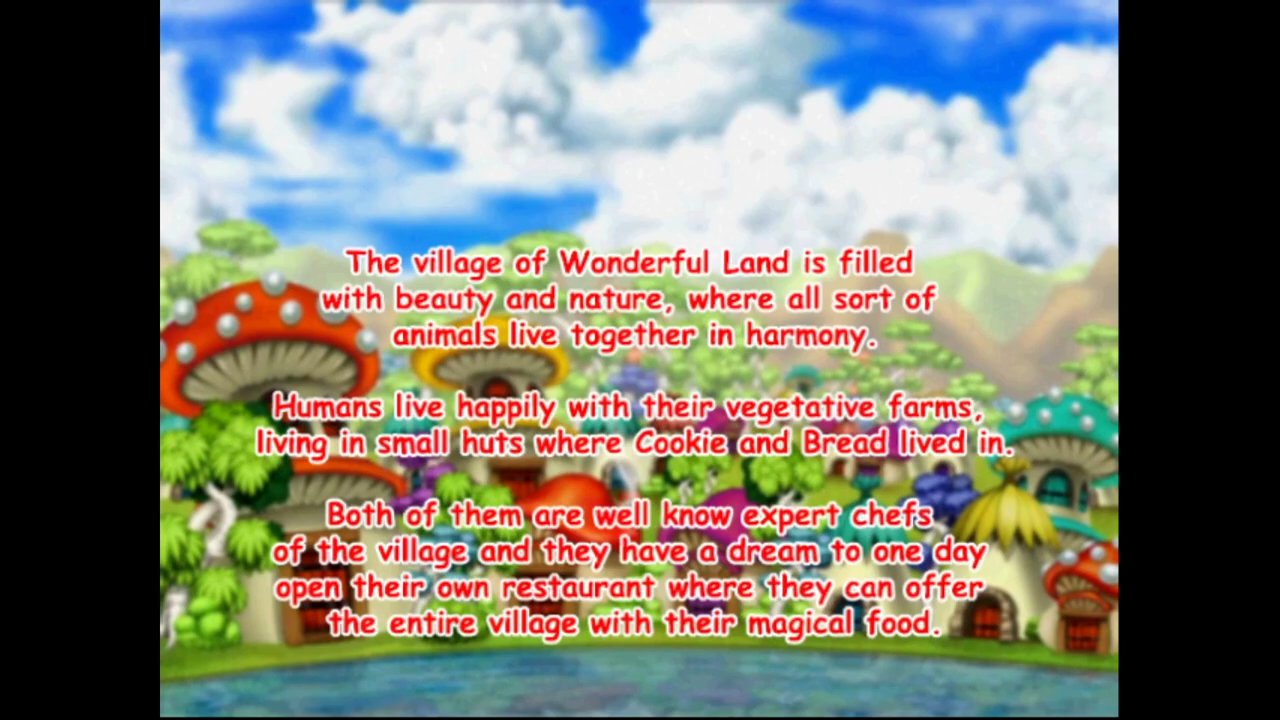 The village of Wonderful Land is filled
with beauty and nature, where all sort of
animals live together in harmony.
Humans live happily with their vegetative farms,
living in small huts where Cookie and Bread lived in.
Both of them are well know expert chefs
of the village and they have a dream to one day
open their own restaurant where they can offer
the entire village with their magical food.